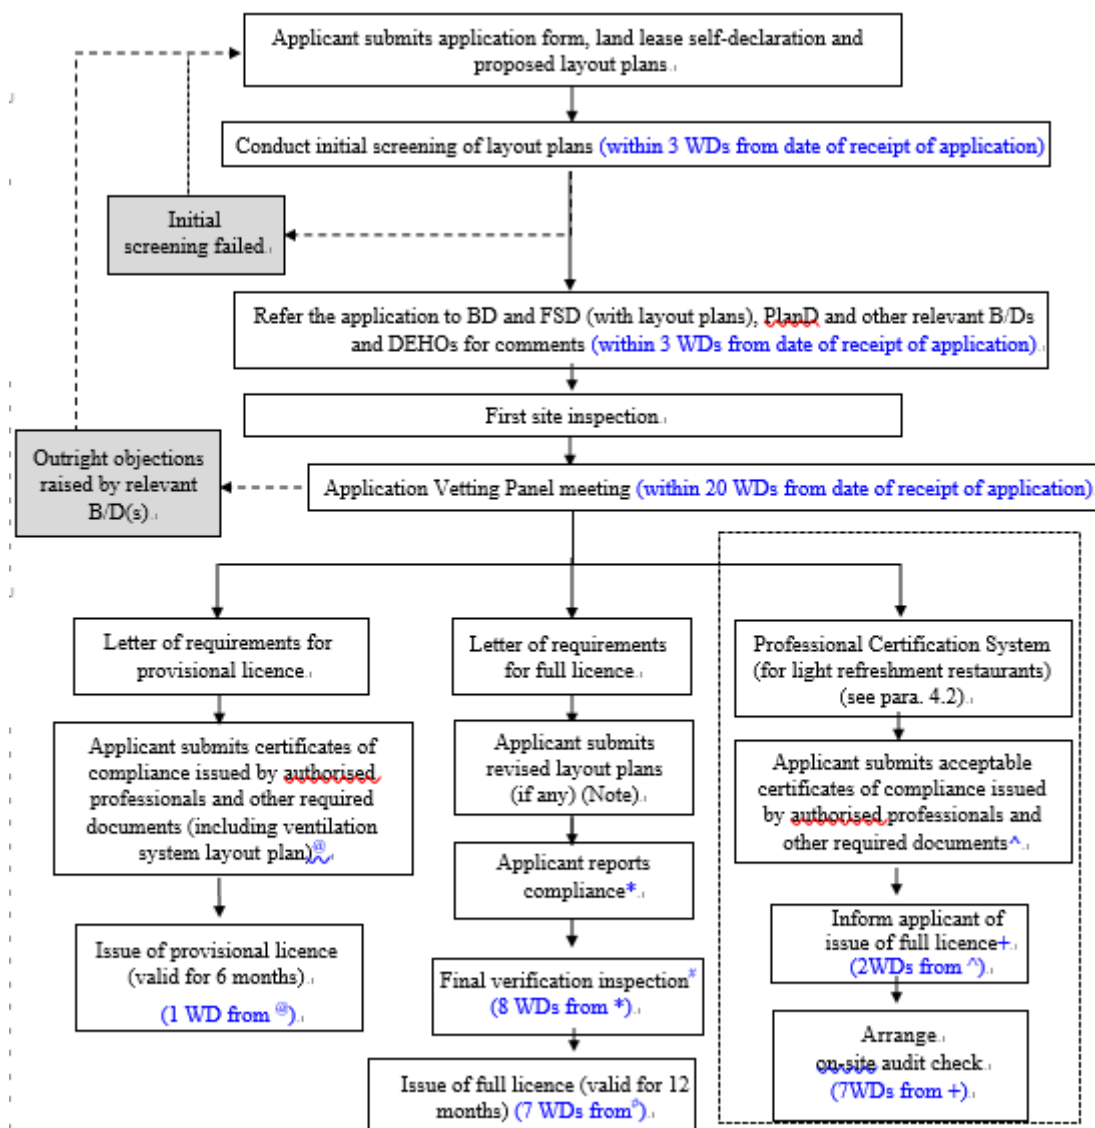 Applicant submits application form, land lease self-declaration and
proposed layout plans.
Conduct initial screening of layout plans (within 3 WDs from date of receipt of application)
Initial
screening failed.
Refer the application to BD and FSD (with layout plans), PlanD and other relevant B/Ds
and DEHOs for comments (within 3 WDs from date of receipt of application).
First site inspection.
Outright objections
raised by relevant
B/D(s).
Application Vetting Panel meeting (within 20 WDs from date of receipt of application).
Letter of requirements for
provisional licence.
Letter of requirements
for full licence.
Professional Certification System
(for light refreshment restaurants)
(see para. 4.2).
Applicant submits certificates of
compliance issued by authorised
professionals and other required
documents (including ventilation
system layout plan)@.
Applicant submits
revised layout plans
(if any) (Note).
Applicant submits acceptable
certificates of compliance issued
by authorised professionals and
other required documents^.
Applicant reports
compliance*.
Issue of provisional licence
(valid for 6 months).
(1 WD from @).
Inform applicant of
issue of full licence+.
(2WDs from ^).
Final verification inspection#
(8 WDs from *).
Arrange
on-site audit check.
(7WDs from +)
Issue of full licence (valid for 12
months) (7 WDs from#).